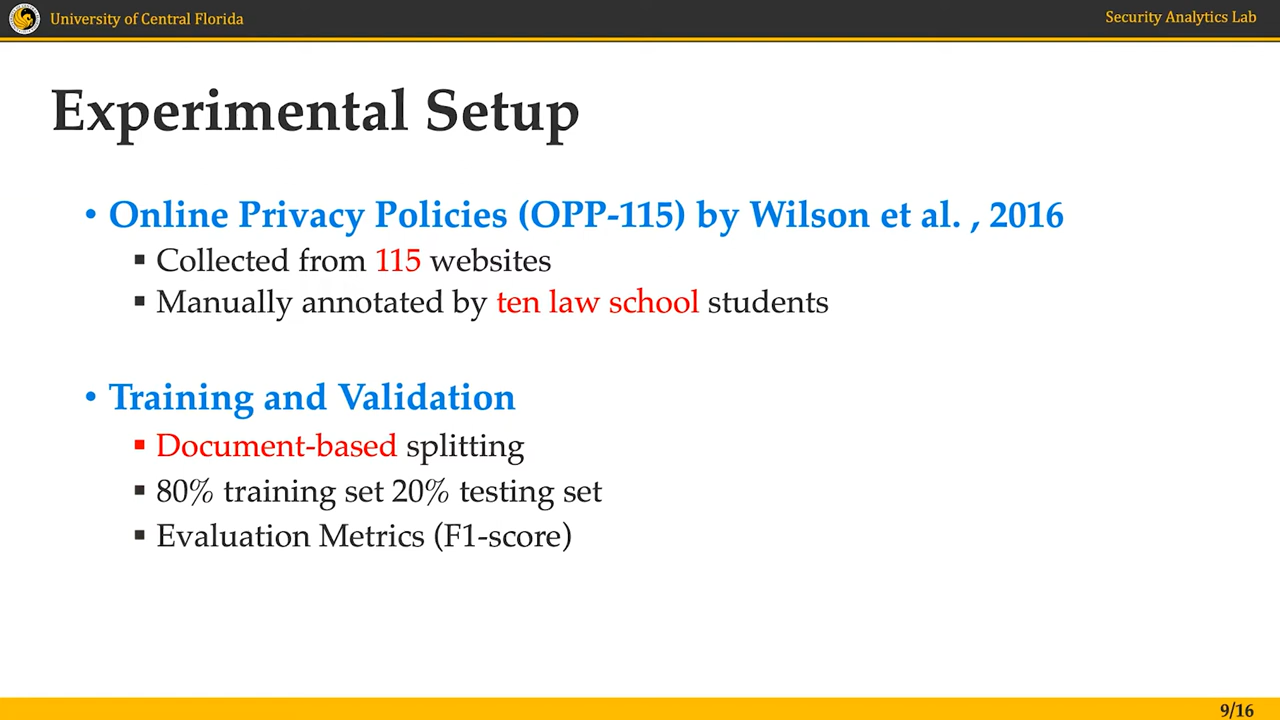 University of Central Florida
Security Analytics Lab
Experimental Setup
• Online Privacy Policies (OPP-115) by Wilson et al. , 2016
▪ Collected from 115 websites
▪ Manually annotated by ten law school students
• Training and Validation
▪ Document-based splitting
▪ 80% training set 20% testing set
▪ Evaluation Metrics (F1-score)
9/16